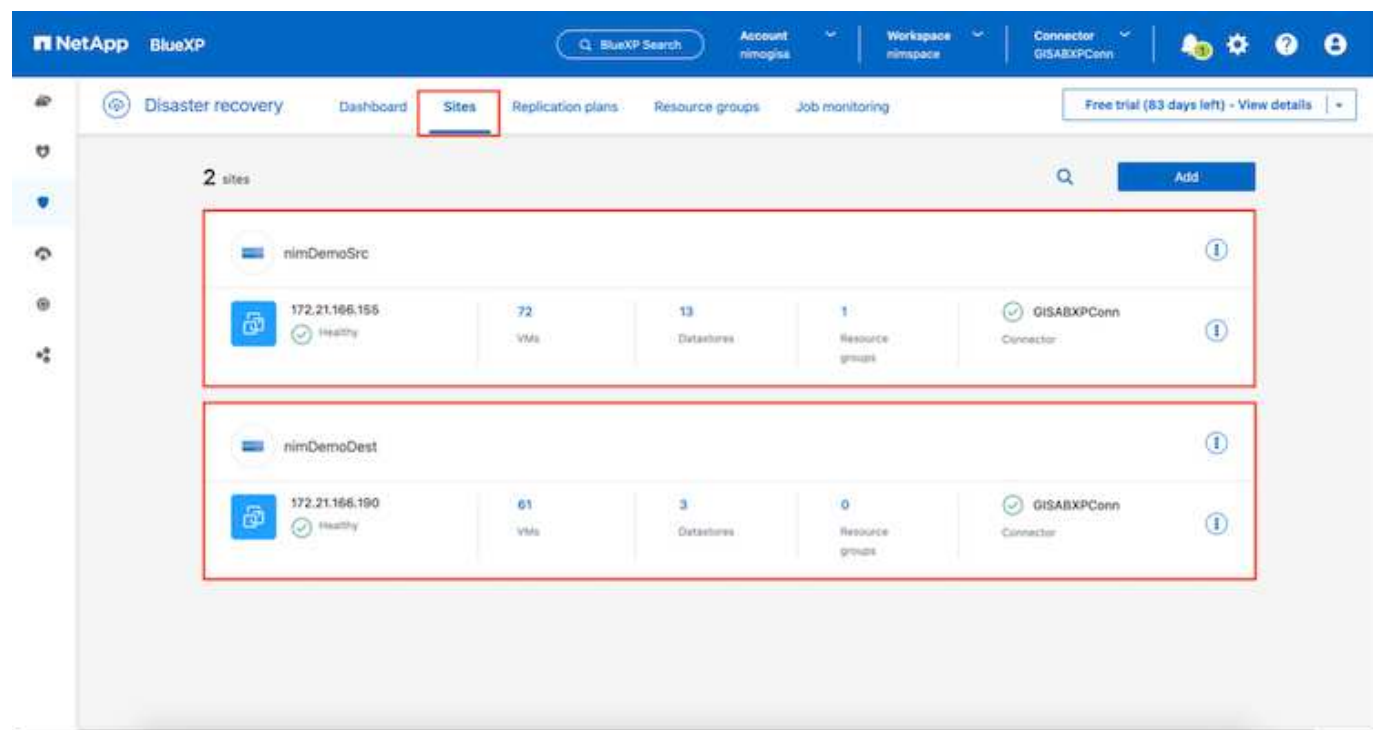 NetApp BlueXP
BlueXP Search
Account
nimogisa
Workspace
nimspace
Connector
GISABXPConn
1
Disaster recovery
Dashboard
Sites
Replication plans
Resource groups
Job monitoring
Free trial (83 days left) - View details
2 sites
Add
nimDemoSrc
172.21.166.155
Healthy
72
VMs
13
Datastores
1
Resource
groups
GISABXPConn
Connector
nimDemoDest
172.21.166.190
Healthy
61
VMs
3
Datastores
0
Resource
groups
GISABXPConn
Connector